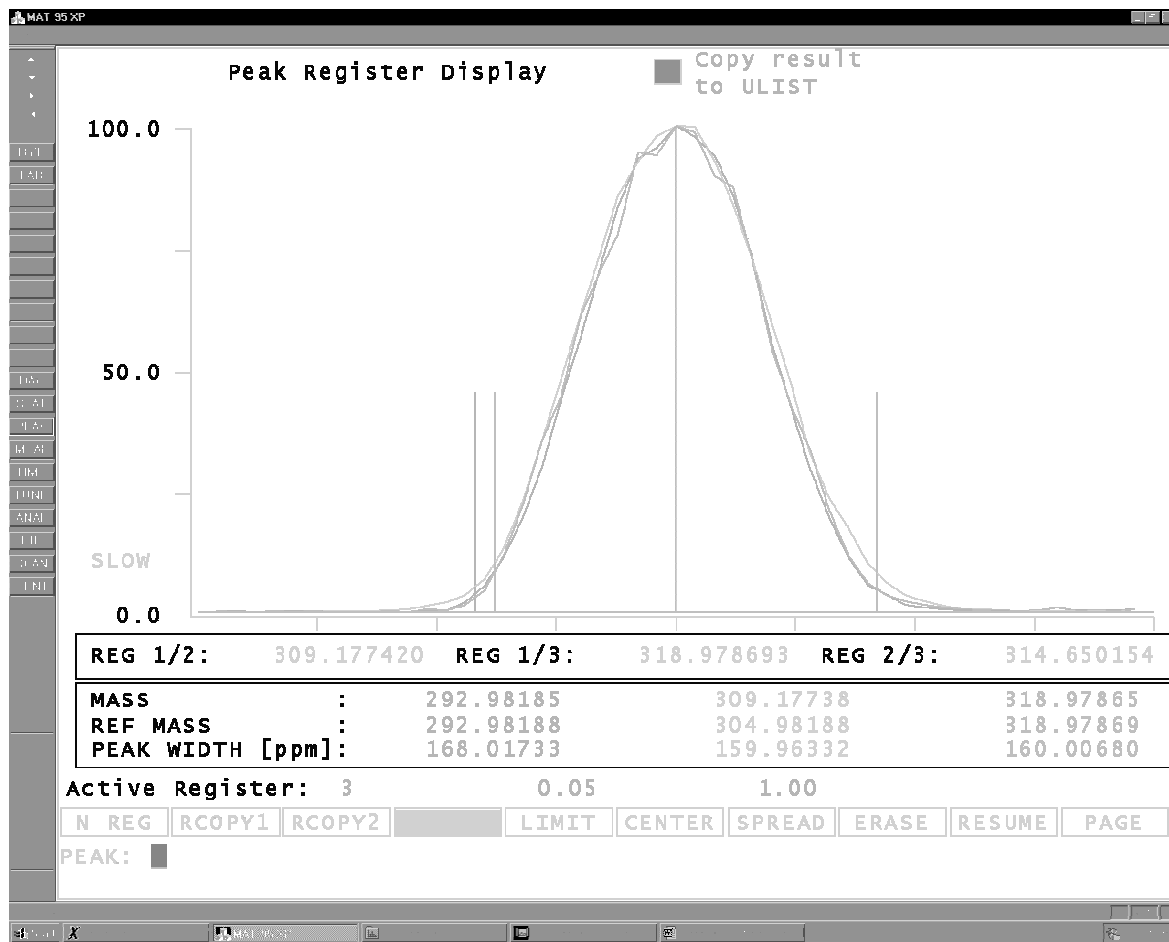 MAT 95 XP
Peak Register Display
Copy result
to ULIST
100.0
50.0
SLOW
0.0
REG 1/2: 309.177420 REG 1/3: 318.978693 REG 2/3: 314.650154
MASS : 292.98185 309.17738 318.97865
REF MASS : 292.98188 304.98188 318.97869
PEAK WIDTH [ppm]: 168.01733 159.96332 160.00680
Active Register: 3 0.05 1.00
N REG RCOPY1 RCOPY2 LIMIT CENTER SPREAD ERASE RESUME PAGE
PEAK:
MAT 95 XP